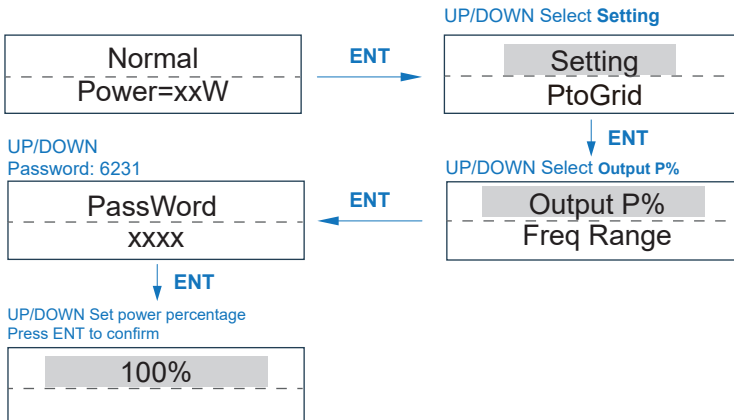 UP/DOWN Select Setting
Normal
Power=xxW
ENT
Setting
PtoGrid
ENT
UP/DOWN
Password: 6231
UP/DOWN Select Output P%
PassWord
xxxx
ENT
Output P%
Freq Range
ENT
UP/DOWN Set power percentage
Press ENT to confirm
100%